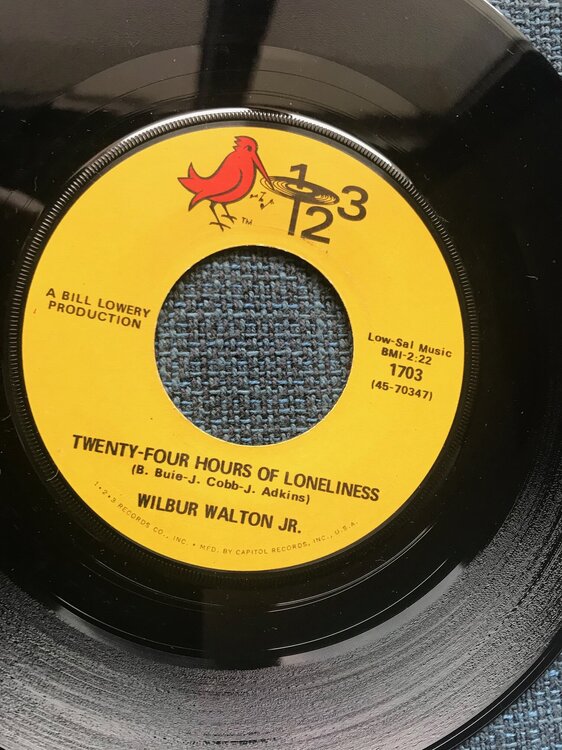 1
2 3
TM
A BILL LOWERY
PRODUCTION
Low-Sal Music
BMI-2:22
1703
(45-70347)
TWENTY-FOUR HOURS OF LONELINESS
(B. Buie-J. Cobb-J. Adkins)
WILBUR WALTON JR.
1•2•3 RECORDS CO., INC. • MFD. BY CAPITOL RECORDS, INC., U.S.A.